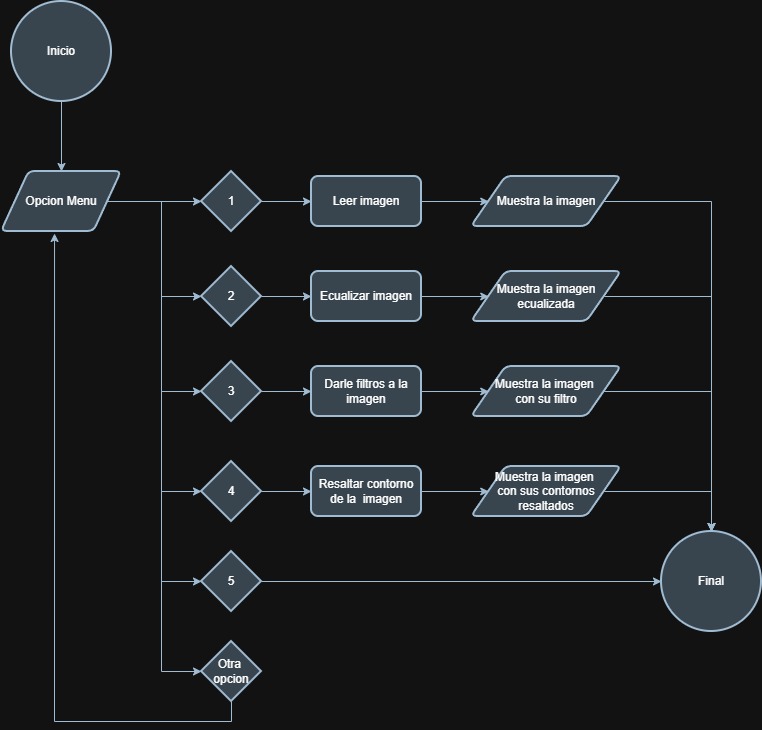 Inicio
Opcion Menu
1
Leer imagen
Muestra la imagen
2
Ecualizar imagen
Muestra la imagen
ecualizada
3
Darle filtros a la
imagen
Muestra la imagen
con su filtro
4
Resaltar contorno
de la  imagen
Muestra la imagen
con sus contornos
resaltados
5
Final
Otra
opcion